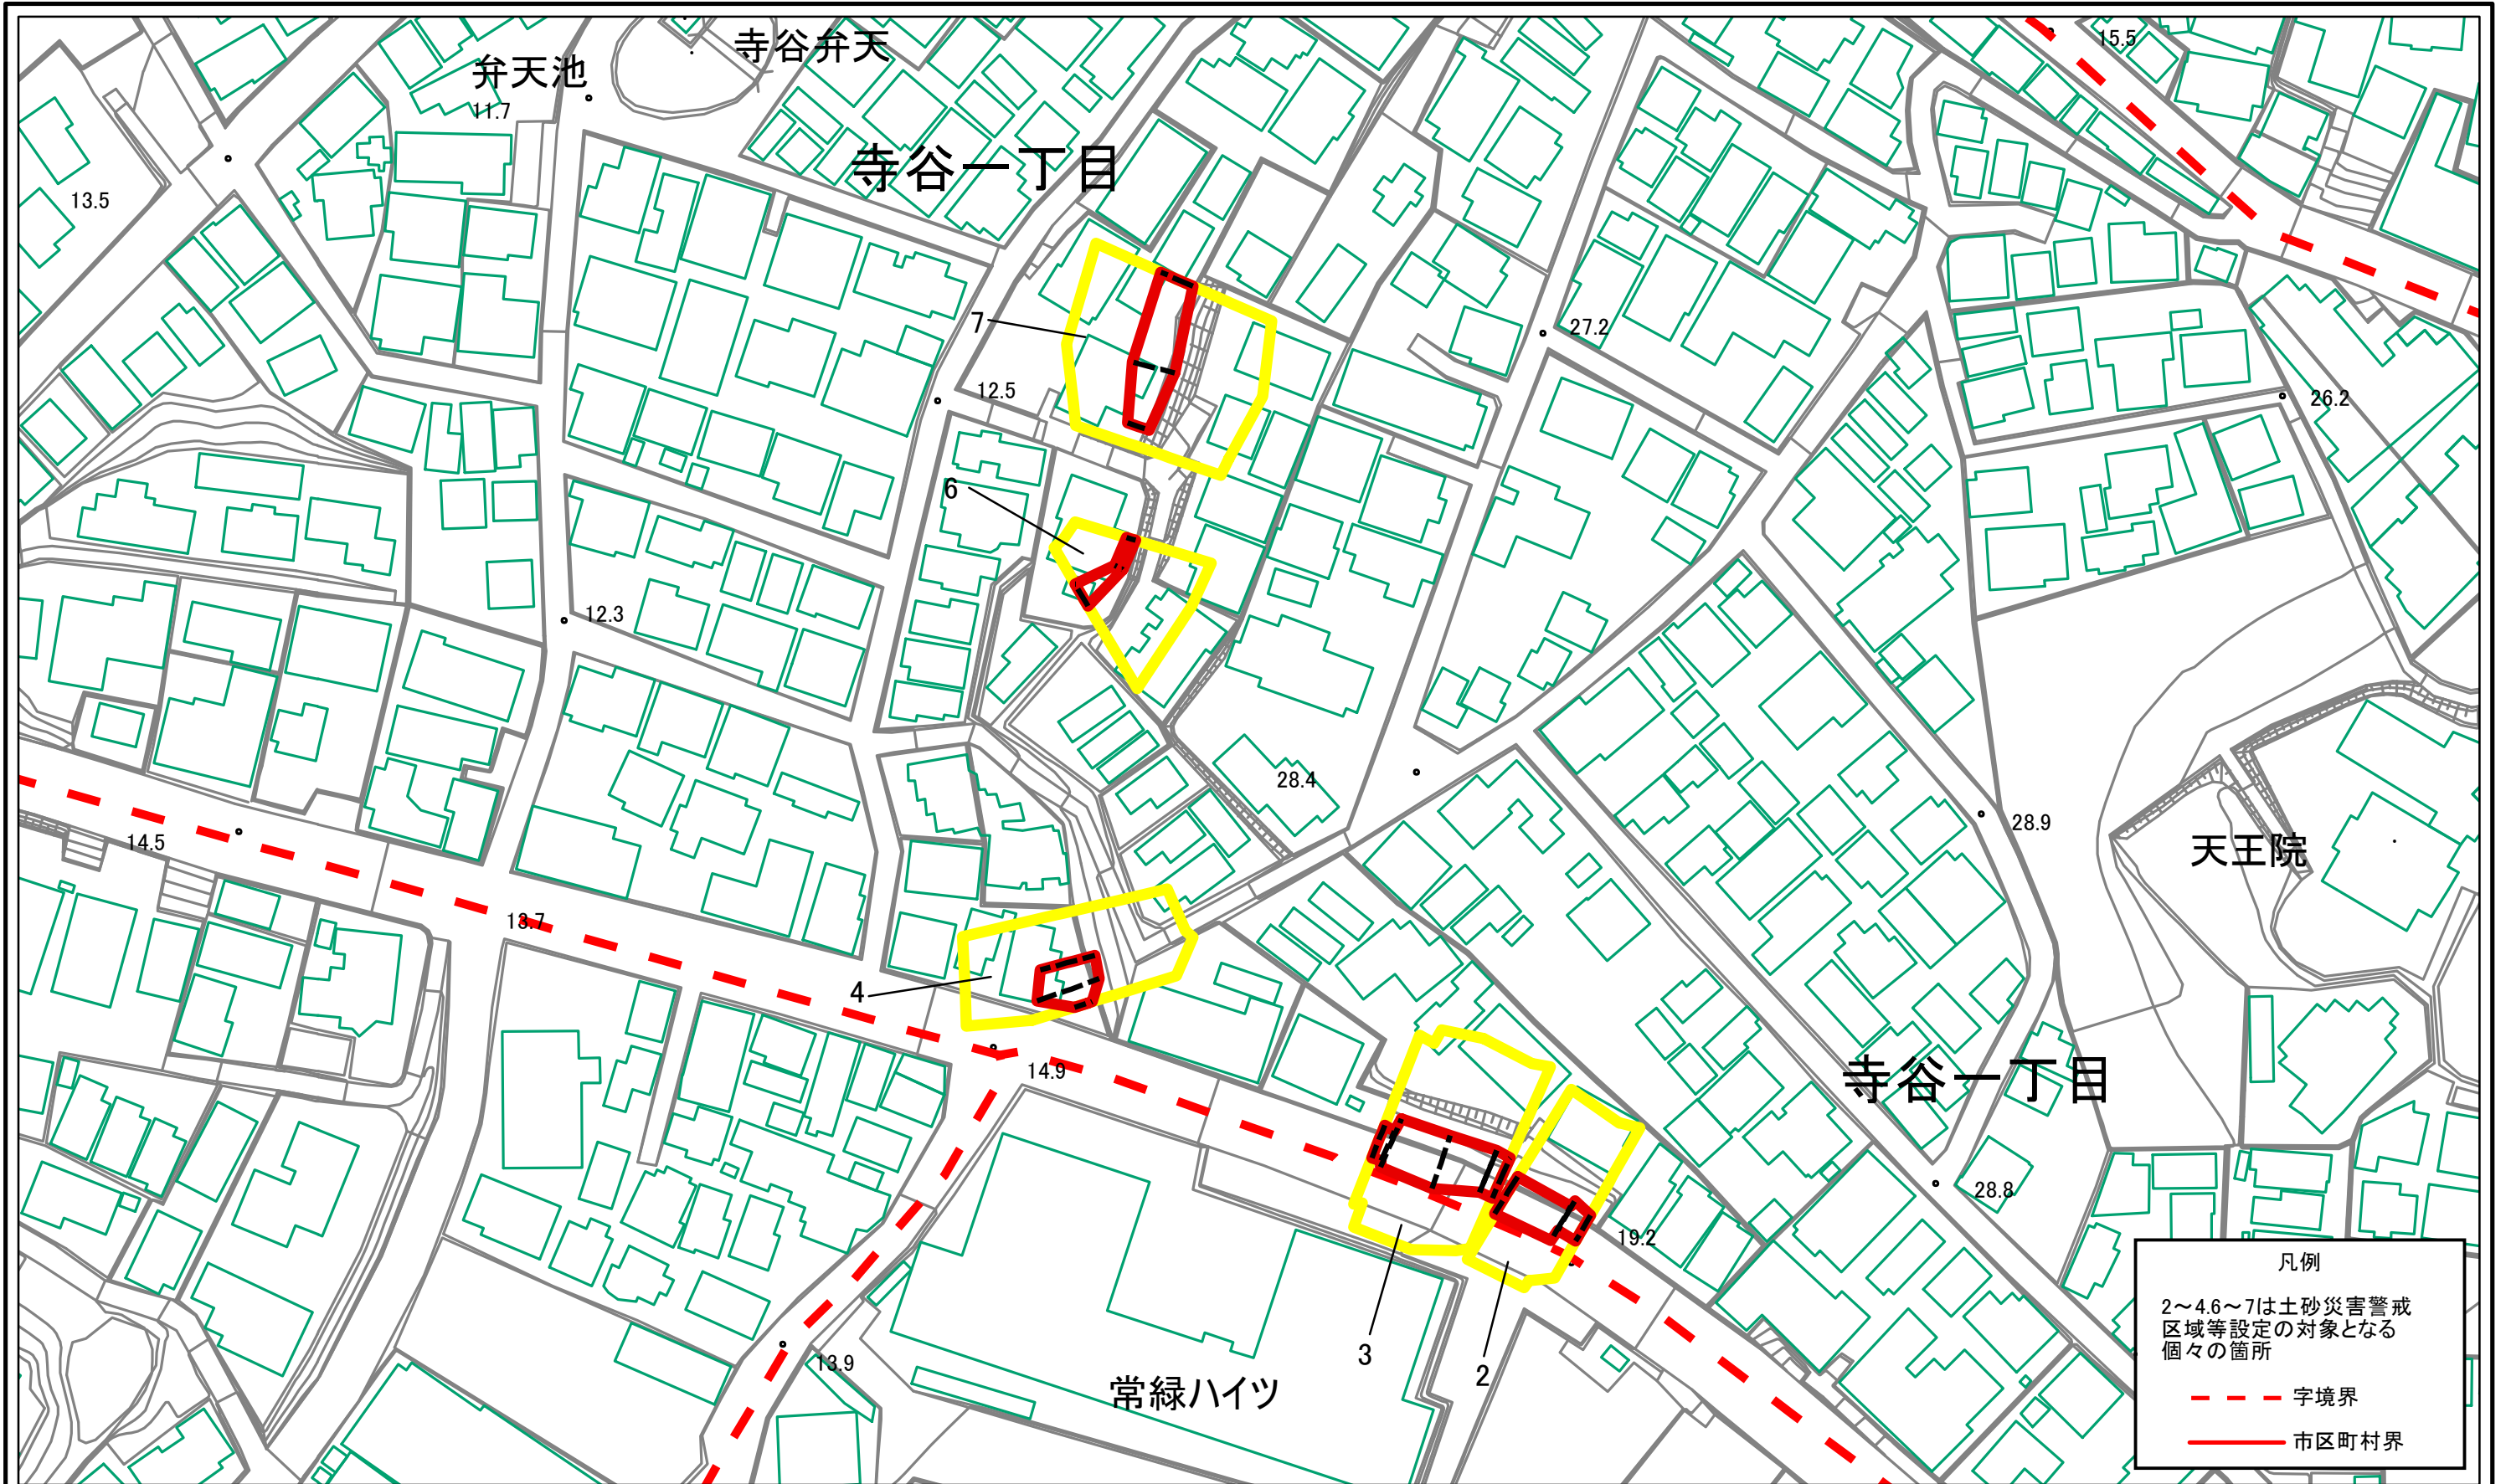 寺谷弁天
15.5
弁天池
11.7
寺谷一丁目
13.5
7
27.2
12.5
26.2
6
12.3
28.4
28.9
14.5
天王院
13.7
4
14.9
寺谷一丁目
28.8
19.2
3
2
13.9
常緑ハイツ
凡例
2～4.6～7は土砂災害警戒
区域等設定の対象となる
個々の箇所
字境界
市区町村界